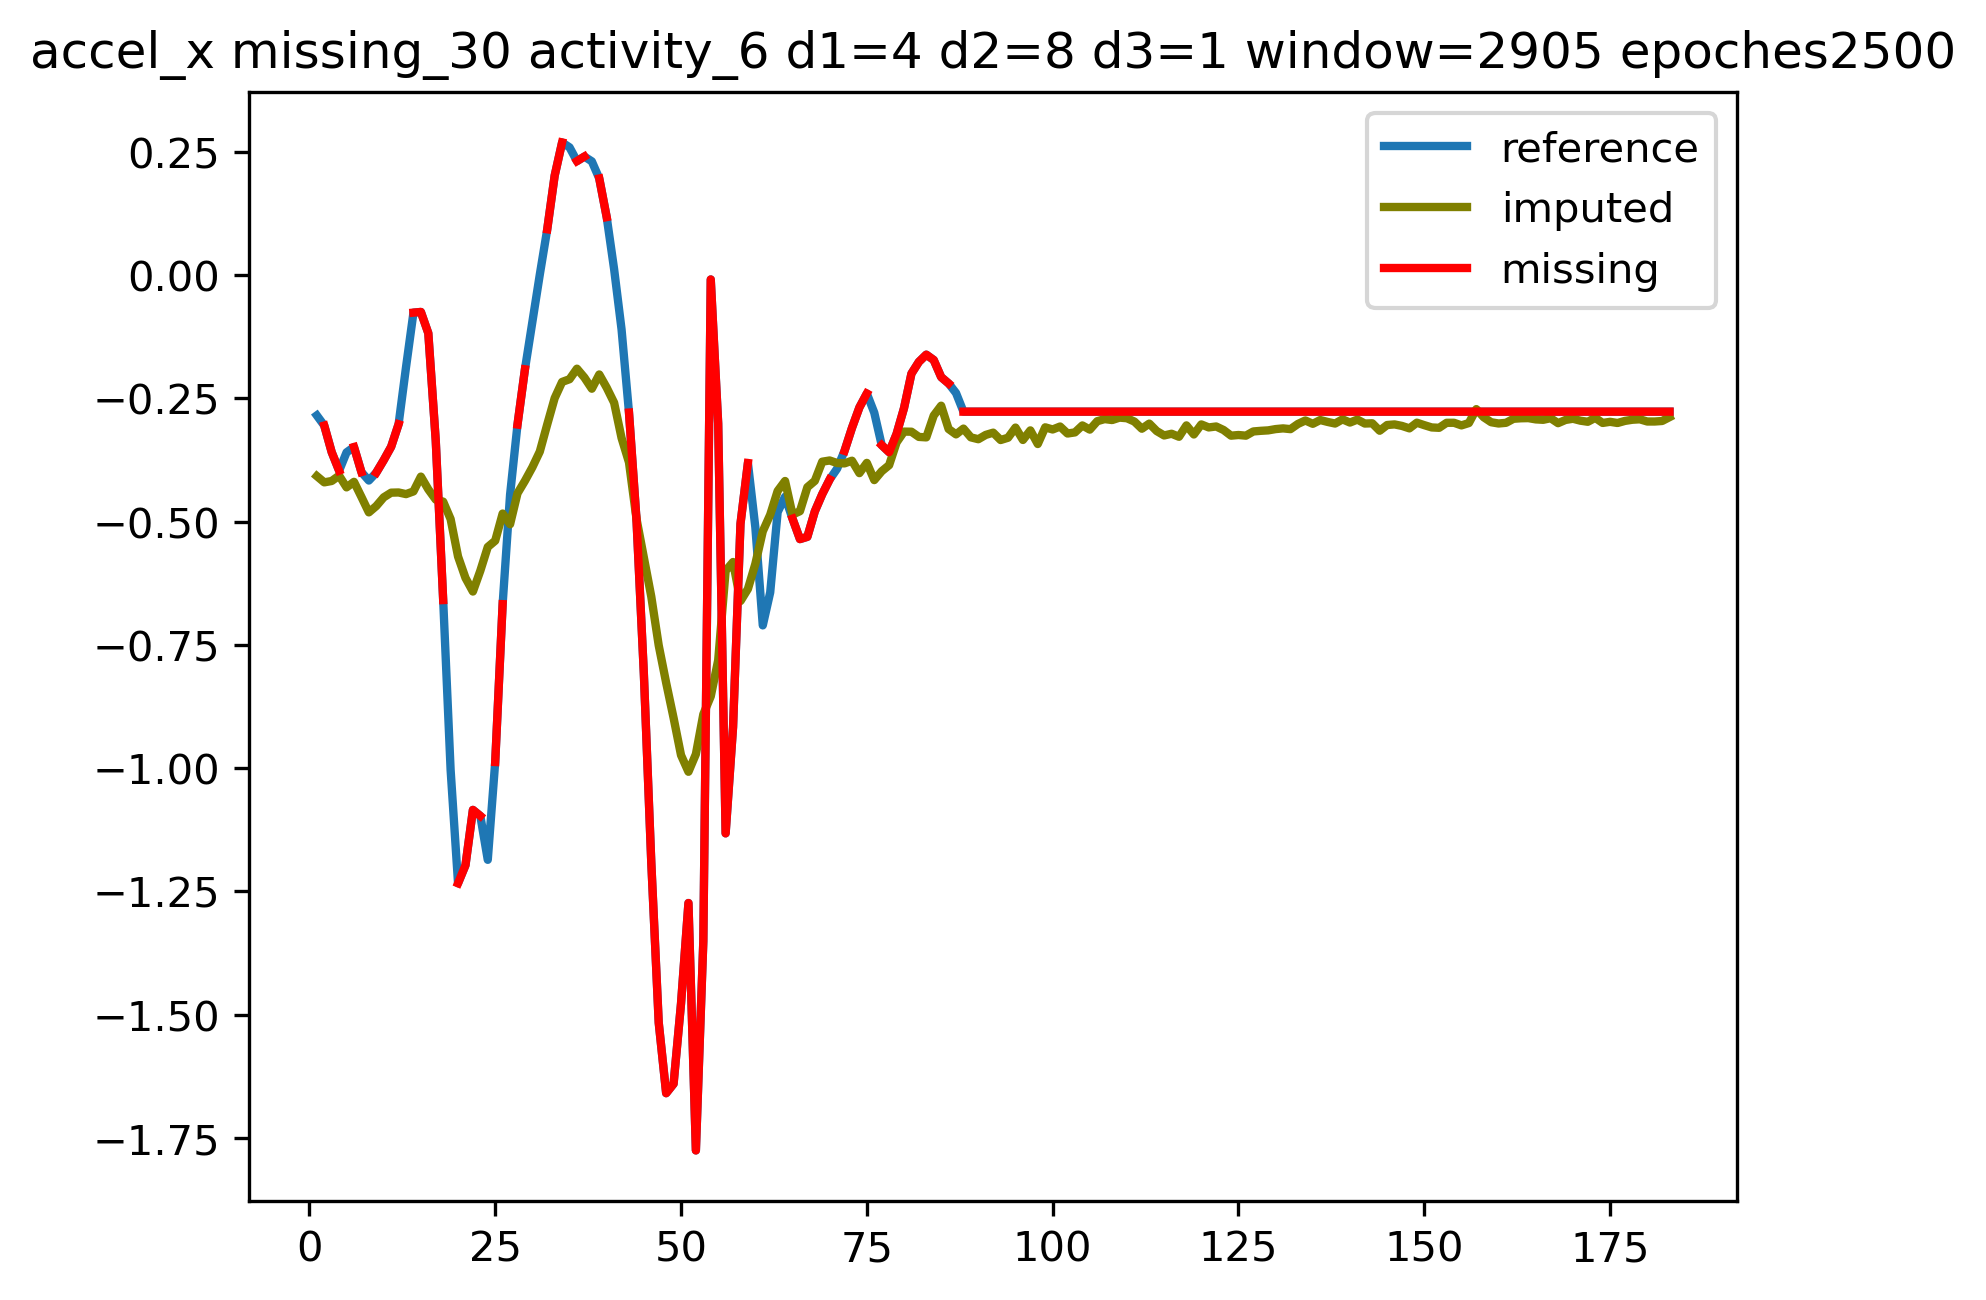 accel_x missing_30 activity_6 d1=4 d2=8 d3=1 window=2905 epoches2500
reference
imputed
missing
0.25
0.00
−0.25
−0.50
−0.75
−1.00
−1.25
−1.50
−1.75
0 25 50 75 100 125 150 175